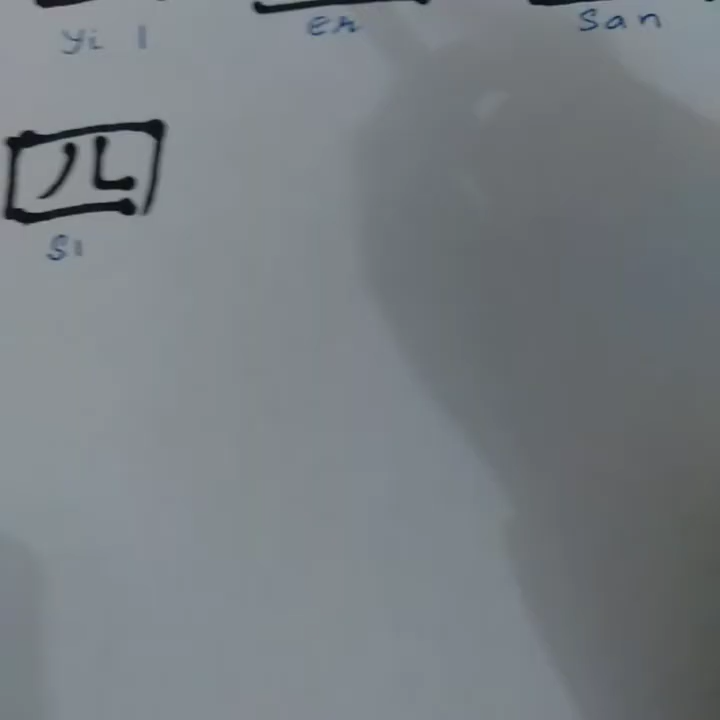 yi 1 er san
四
si